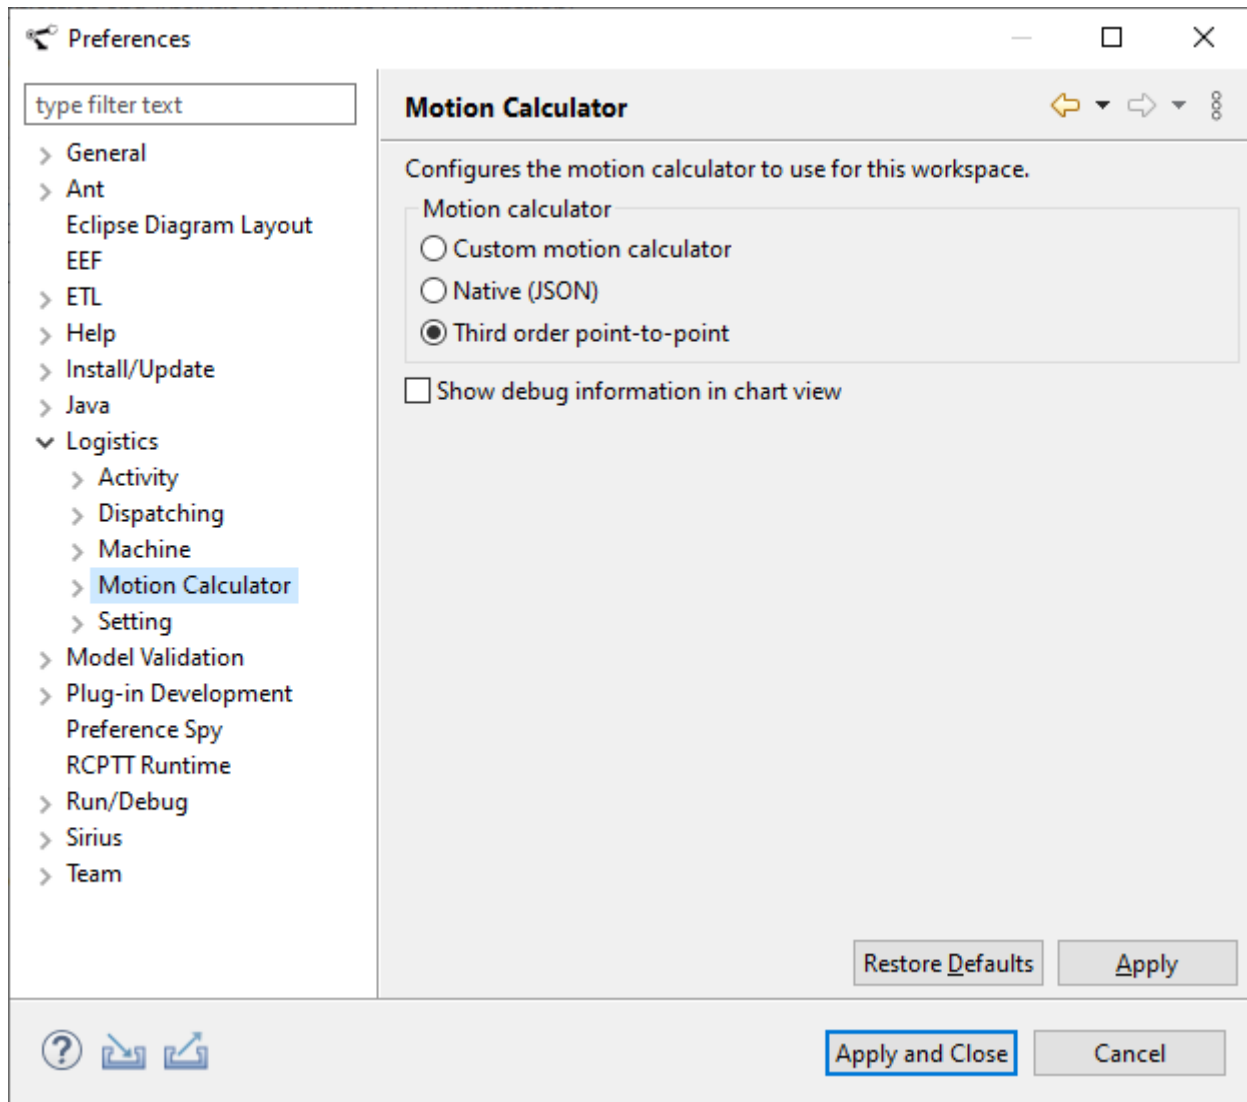 Preferences
type filter text
General
Ant
Eclipse Diagram Layout
EEF
ETL
Help
Install/Update
Java
Logistics
Activity
Dispatching
Machine
Motion Calculator
Setting
Model Validation
Plug-in Development
Preference Spy
RCPTT Runtime
Run/Debug
Sirius
Team
Motion Calculator
Configures the motion calculator to use for this workspace.
Motion calculator
Custom motion calculator
Native (JSON)
Third order point-to-point
Show debug information in chart view
Restore Defaults
Apply
Apply and Close
Cancel